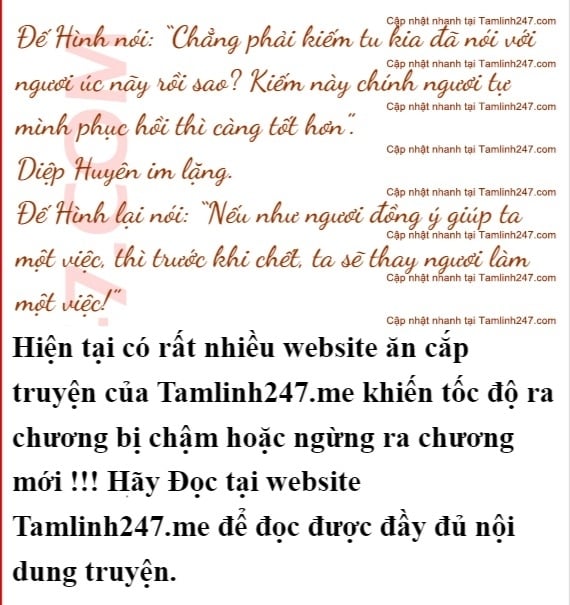 Cập nhật nhanh tại Tamlinh247.com
Đế Hình nói: “Chẳng phải kiếm tu kia đã nói với
Cập nhật nhanh tại Tamlinh247.com
ngươi úc nãy rồi sao? Kiếm này chính ngươi tự
Cập nhật nhanh tại Tamlinh247.com
mình phục hồi thì càng tốt hơn”.
Cập nhật nhanh tại Tamlinh247.com
Diệp Huyên im lặng.
Cập nhật nhanh tại Tamlinh247.com
Đế Hình lại nói: “Nếu như ngươi đồng ý giúp ta
Cập nhật nhanh tại Tamlinh247.com
một việc, thì trước khi chết, ta sẽ thay ngươi làm
Cập nhật nhanh tại Tamlinh247.com
một việc!”
Cập nhật nhanh tại Tamlinh247.com
7.COM
Hiện tại có rất nhiều website ăn cắp
truyện của Tamlinh247.me khiến tốc độ ra
chương bị chậm hoặc ngừng ra chương
mới !!! Hãy Đọc tại website
Tamlinh247.me để đọc được đầy đủ nội
dung truyện.